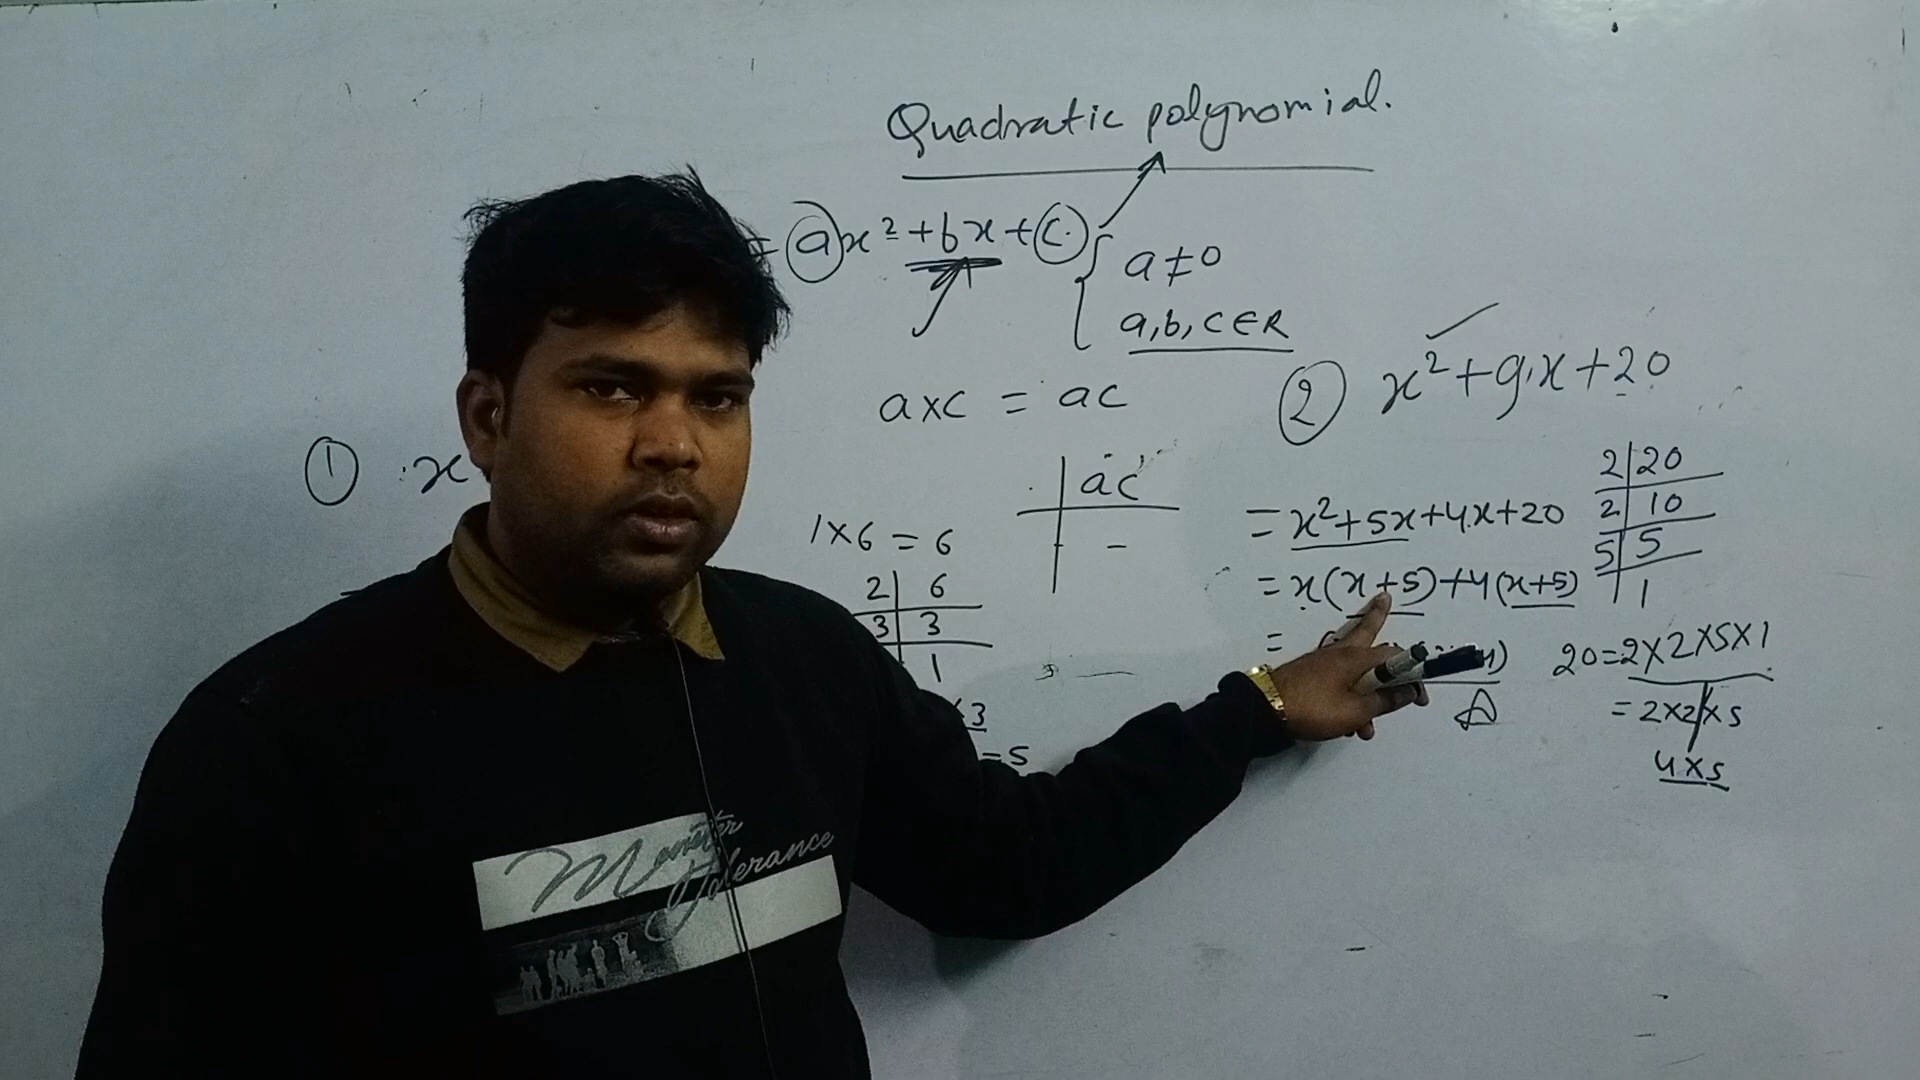 Quadratic polynomial.
= ax² + bx + c.
a ≠ 0
a, b, c ∈ R
a x c = ac
① x
ac
1 x 6 = 6
2 | 6
3 | 3
1
x 3
= 5
② x² + 9x + 20
= x² + 5x + 4x + 20
= x(x+5) + 4(x+5)
=
2 | 20
2 | 10
5 | 5
1
20 = 2 x 2 x 5 x 1
= 2 x 2 x 5
4 x 5
Monster
Tolerance